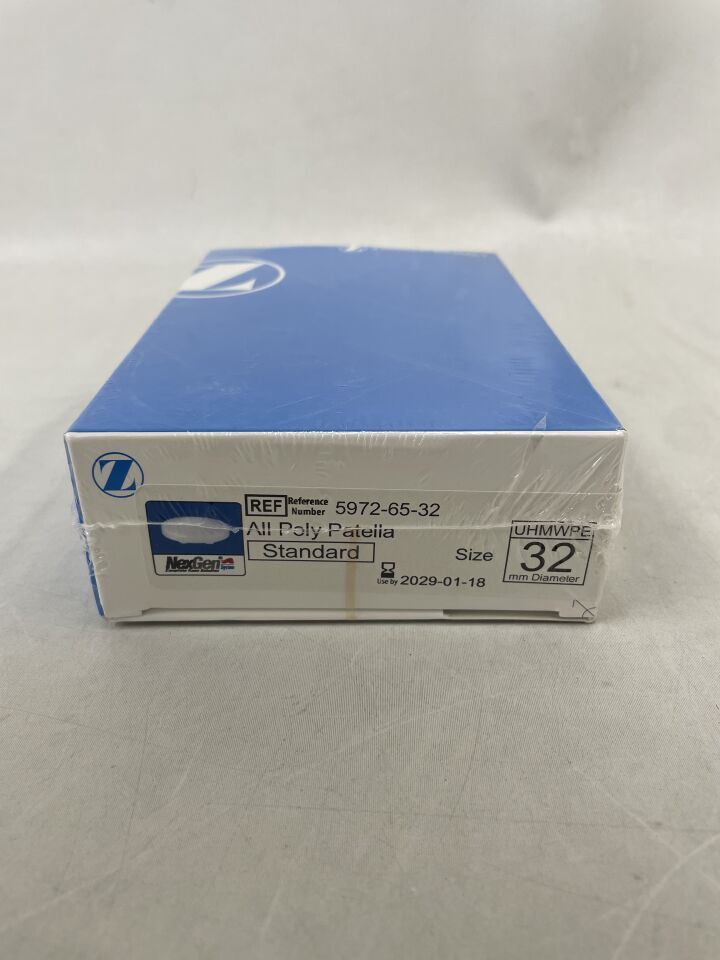 Z
Z
REF Reference Number 5972-65-32
All Poly Patella
Standard
Size
UHMWPE
32
mm Diameter
Use by 2029-01-18
NexGen